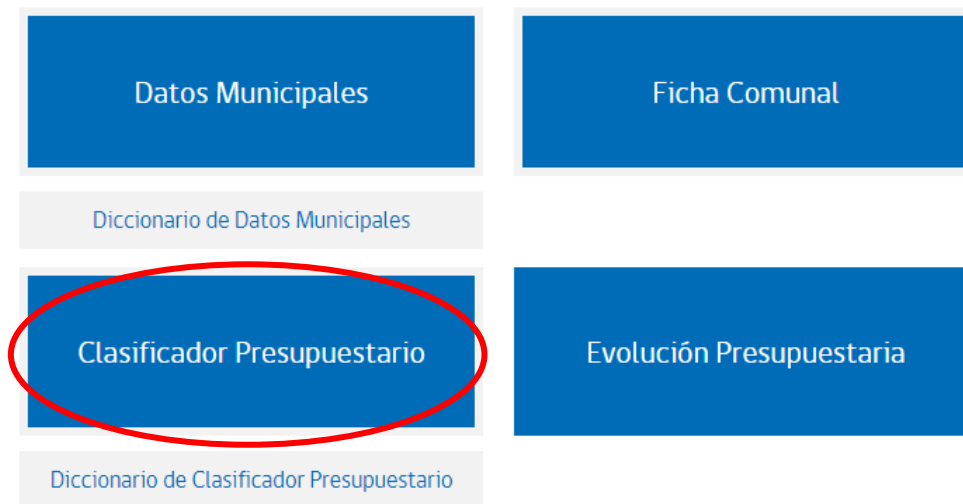 Datos Municipales
Ficha Comunal
Diccionario de Datos Municipales
Clasificador Presupuestario
Evolución Presupuestaria
Diccionario de Clasificador Presupuestario